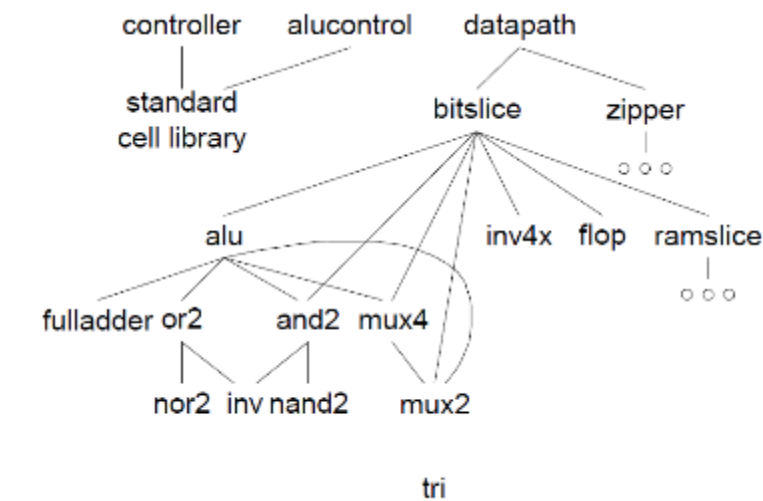 controller alucontrol datapath
standard
cell library
bitslice zipper
alu inv4x flop ramslice
fulladder or2 and2 mux4
nor2 inv nand2 mux2
tri